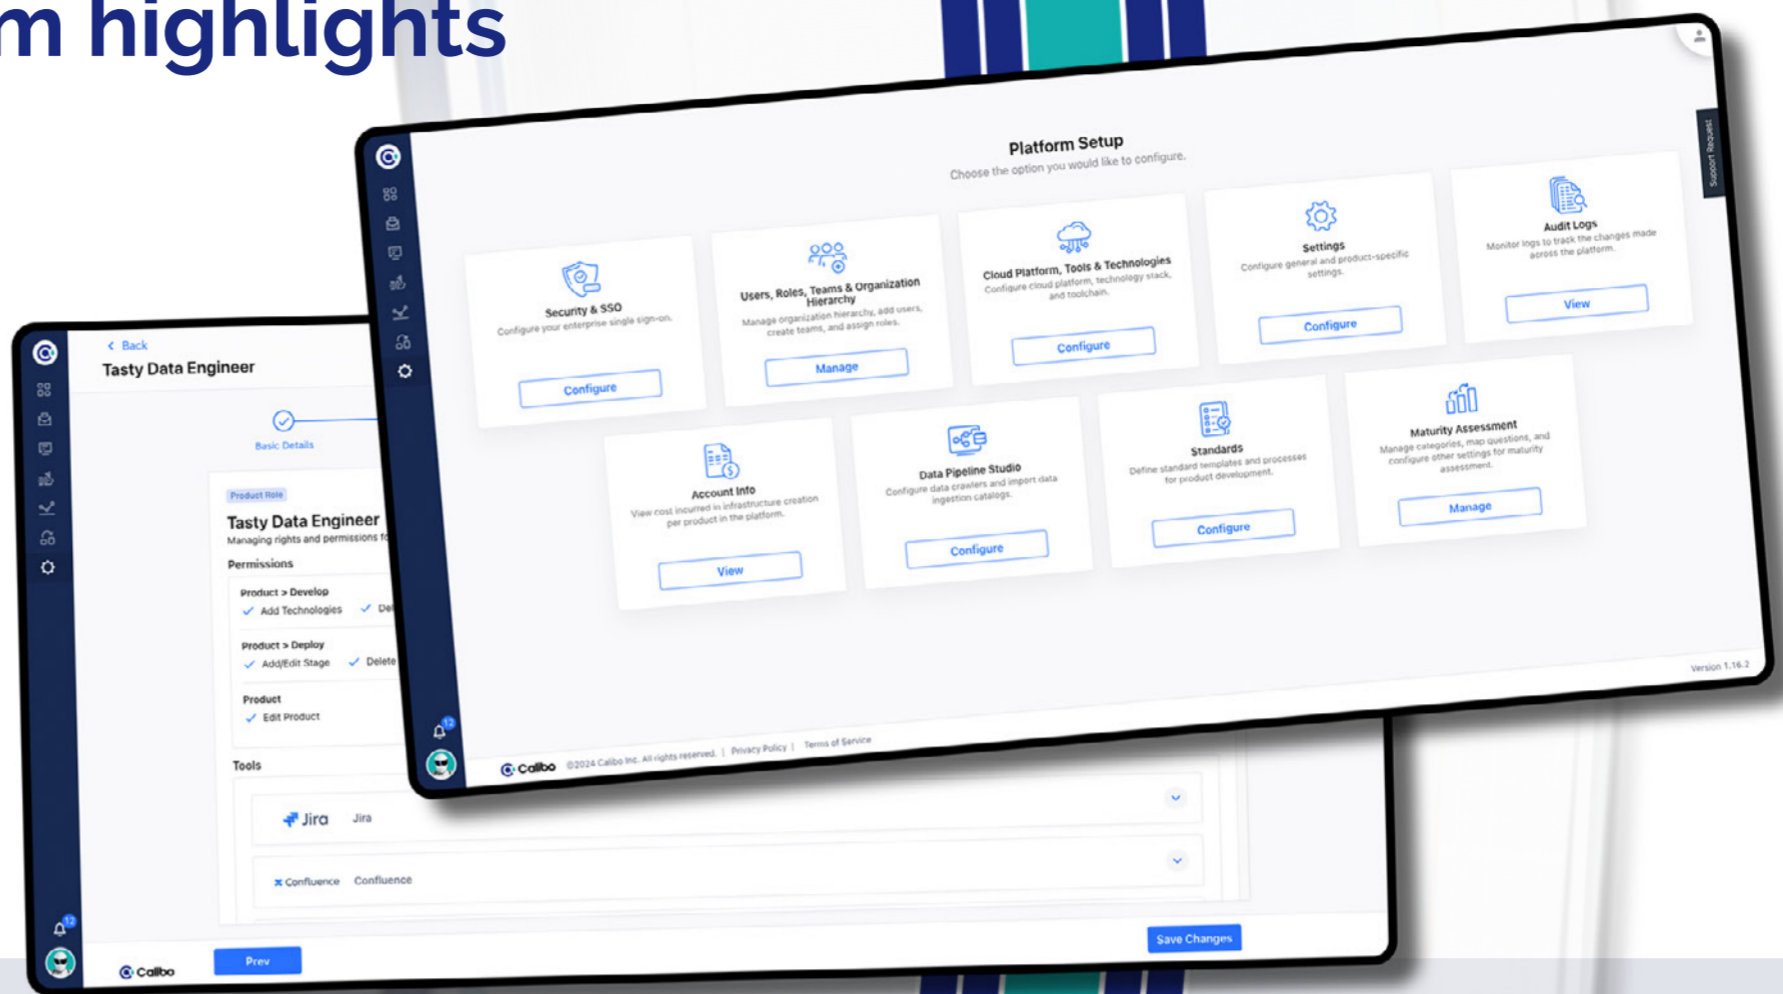 m highlights
Platform Setup
Choose the option you would like to configure.
Support Request
Security & SSO
Configure your enterprise single sign-on.
Configure
Users, Roles, Teams & Organization
Hierarchy
Manage organization hierarchy, add users,
create teams, and assign roles.
Manage
Cloud Platform, Tools & Technologies
Configure cloud platform, technology stack,
and toolchain.
Configure
Settings
Configure general and product-specific
settings.
Configure
Audit Logs
Monitor logs to track the changes made
across the platform.
View
Account Info
View cost incurred in infrastructure creation
per product in the platform.
View
Data Pipeline Studio
Configure data crawlers and import data
ingestion catalogs.
Configure
Standards
Define standard templates and processes
for product development.
Configure
Maturity Assessment
Manage categories, map questions, and
configure other settings for maturity
assessment.
Manage
12
Calibo ©2024 Calibo Inc. All rights reserved. | Privacy Policy | Terms of Service
Version 1.16.2
Back
Tasty Data Engineer
Basic Details
Product Role
Tasty Data Engineer
Managing rights and permissions fo
Permissions
Product > Develop
Add Technologies Del
Product > Deploy
Add/Edit Stage Delete
Product
Edit Product
Tools
Jira Jira
Confluence Confluence
12
Calibo
Prev
Save Changes